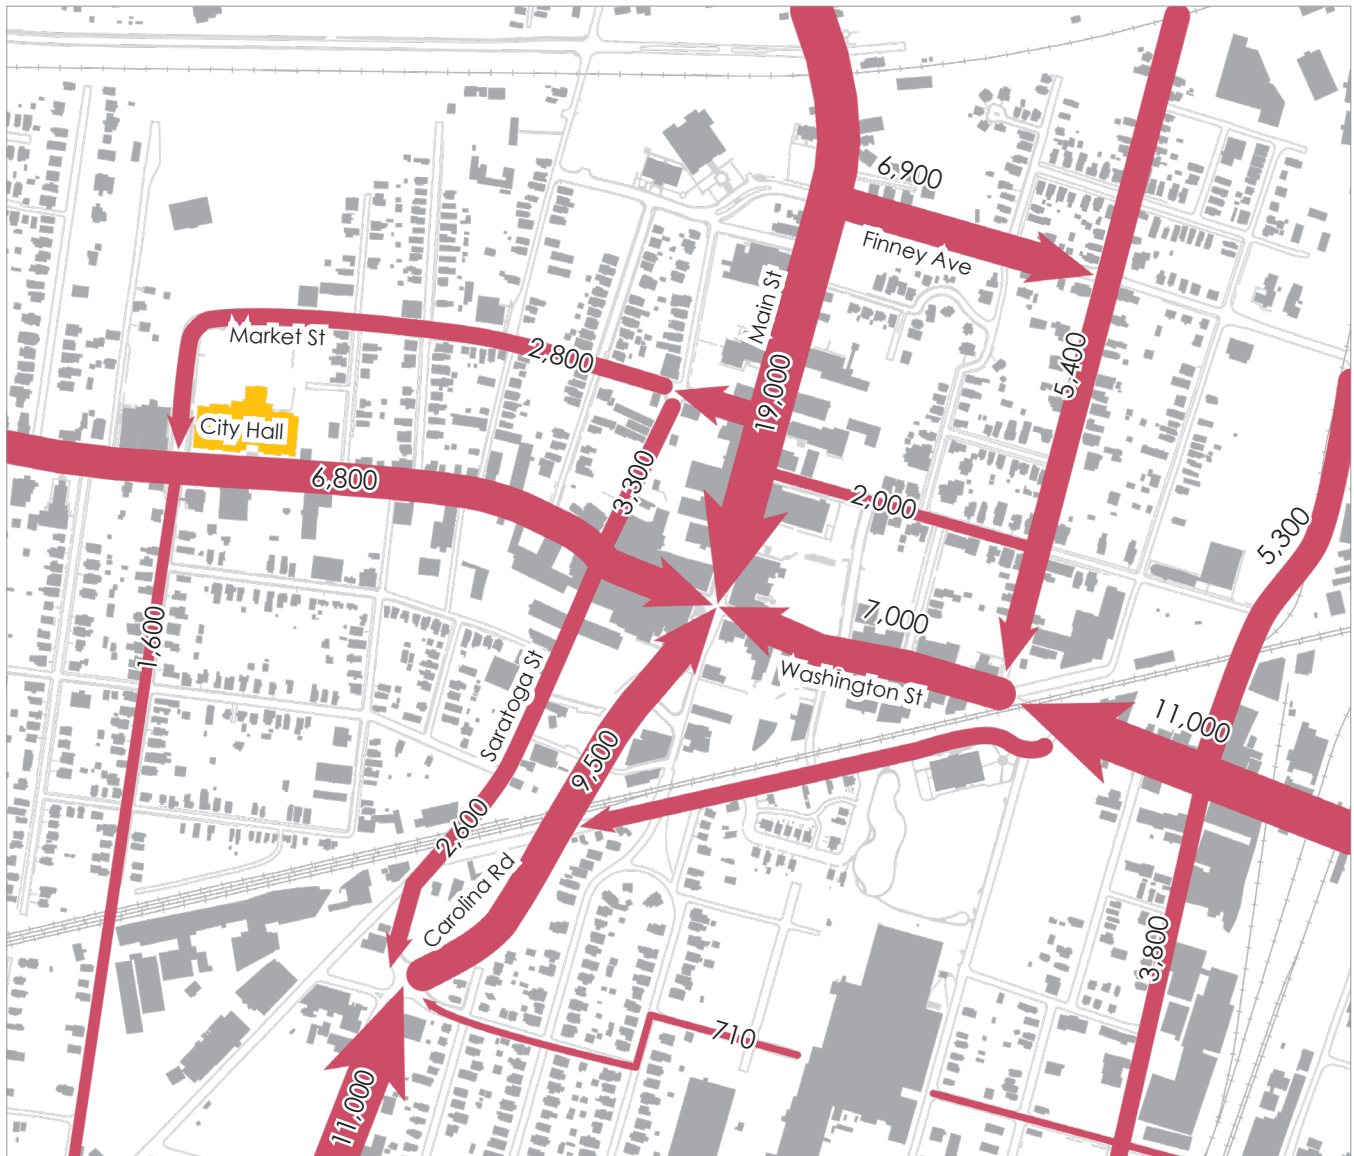 6,900
Finney Ave
Main St
Market St
2,800
19,000
5,400
City Hall
6,800
3,300
2,000
5,300
7,000
1,600
Washington St
Saratoga St
11,000
9,500
2,600
Carolina Rd
3,800
710
11,000